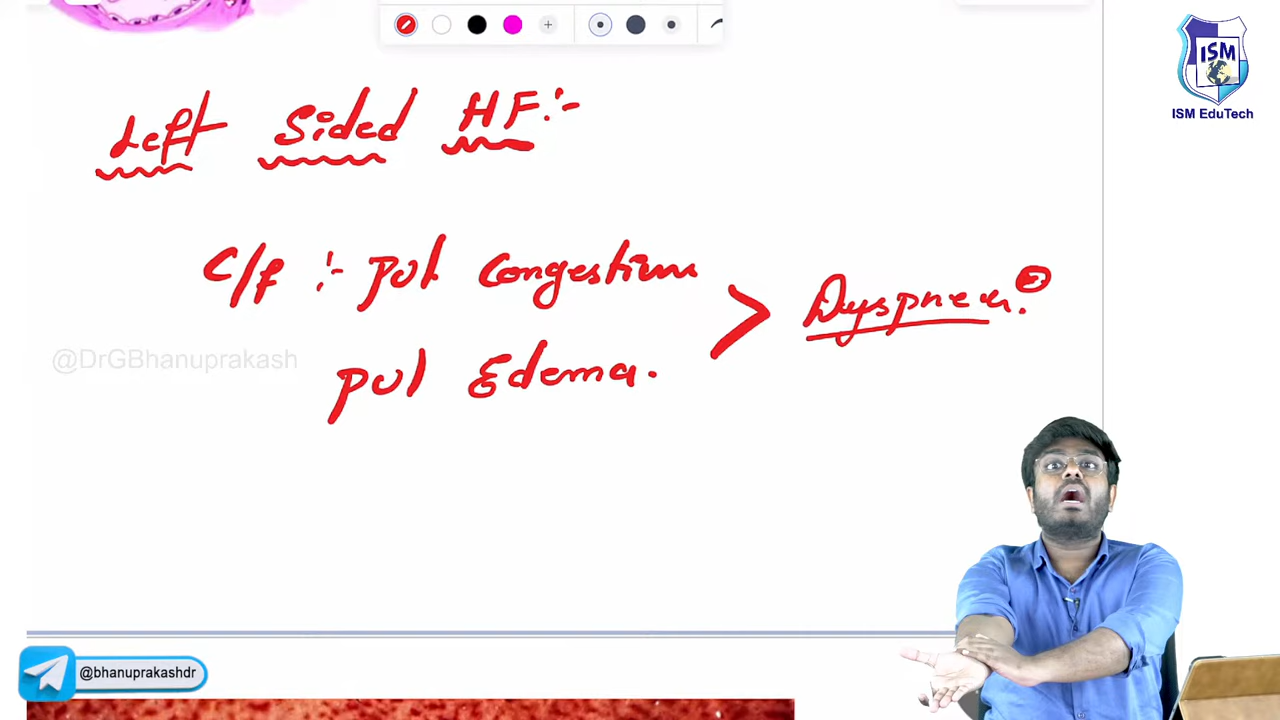 ISM
ISM EduTech
Left Sided HF:-
C/f :- pul Congestion
pul Edema.
> Dyspnea. +
@DrGBhanuprakash
@bhanuprakashdr